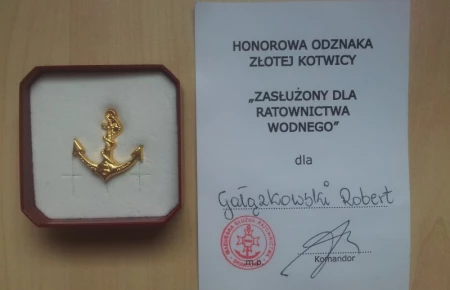 HONOROWA ODZNAKA
ZŁOTEJ KOTWICY
„ZASŁUŻONY DLA
RATOWNICTWA
WODNEGO”
dla
Gałązkowski Robert
m.p.
Komandor